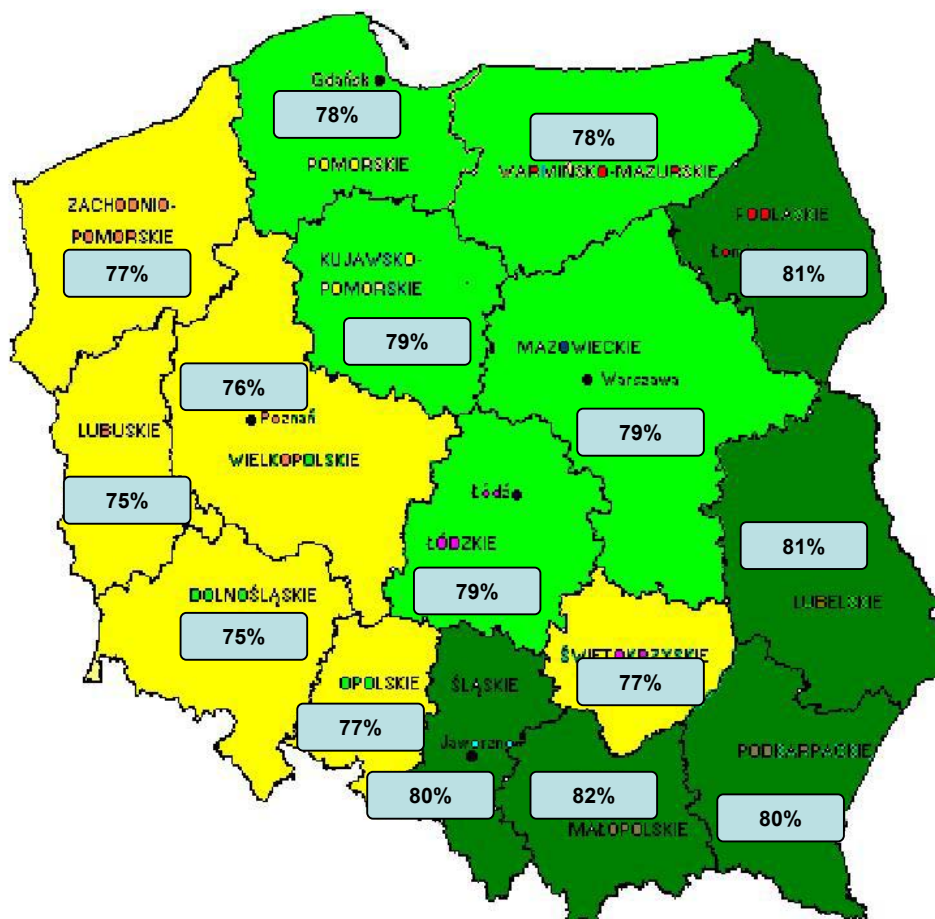 Gdańsk
78%
POMORSKIE
78%
WARMIŃSKO-MAZURSKIE
ZACHODNIO-
POMORSKIE
77%
PODLASKIE
81%
KUJAWSKO-
POMORSKIE
79%
MAZOWIECKIE
Warszawa
79%
76%
Poznań
WIELKOPOLSKIE
LUBUSKIE
75%
Łódź
ŁÓDZKIE
79%
81%
LUBELSKIE
DOLNOŚLĄSKIE
75%
OPOLSKIE
77%
ŚLĄSKIE
Jaworzno
80%
ŚWIĘTOKRZYSKIE
77%
82%
MAŁOPOLSKIE
PODKARPACKIE
80%